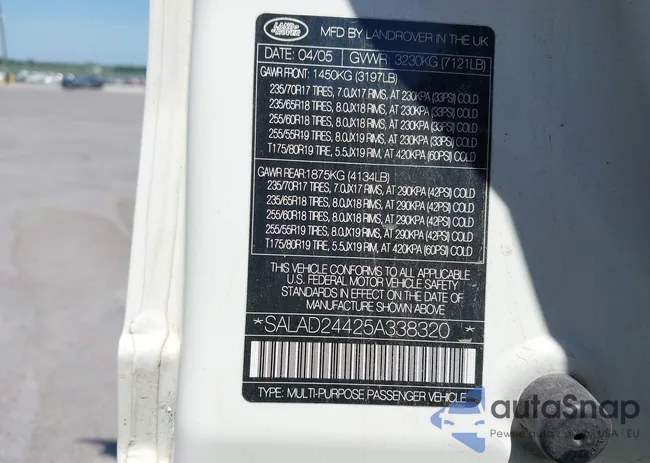 LAND
ROVER
MFD BY LANDROVER IN THE UK
DATE: 04/05 GVWR: 3230KG (7121LB)
GAWR FRONT: 1450KG (3197LB)
235/70R17 TIRES, 7.0JX17 RIMS, AT 230KPA (33PSI) COLD
235/65R18 TIRES, 8.0JX18 RIMS, AT 230KPA (33PSI) COLD
255/60R18 TIRES, 8.0JX18 RIMS, AT 230KPA (33PSI) COLD
255/55R19 TIRES, 8.0JX19 RIMS, AT 230KPA (33PSI) COLD
T175/80R19 TIRE, 5.5JX19 RIM, AT 420KPA (60PSI) COLD
GAWR REAR: 1875KG (4134LB)
235/70R17 TIRES, 7.0JX17 RIMS, AT 290KPA (42PSI) COLD
235/65R18 TIRES, 8.0JX18 RIMS, AT 290KPA (42PSI) COLD
255/60R18 TIRES, 8.0JX18 RIMS, AT 290KPA (42PSI) COLD
255/55R19 TIRES, 8.0JX19 RIMS, AT 290KPA (42PSI) COLD
T175/80R19 TIRE, 5.5JX19 RIM, AT 420KPA (60PSI) COLD
THIS VEHICLE CONFORMS TO ALL APPLICABLE
U.S. FEDERAL MOTOR VEHICLE SAFETY
STANDARDS IN EFFECT ON THE DATE OF
MANUFACTURE SHOWN ABOVE
*SALAD24425A338320*
TYPE: MULTI-PURPOSE PASSENGER VEHICLE
autoSnap
USA | EU